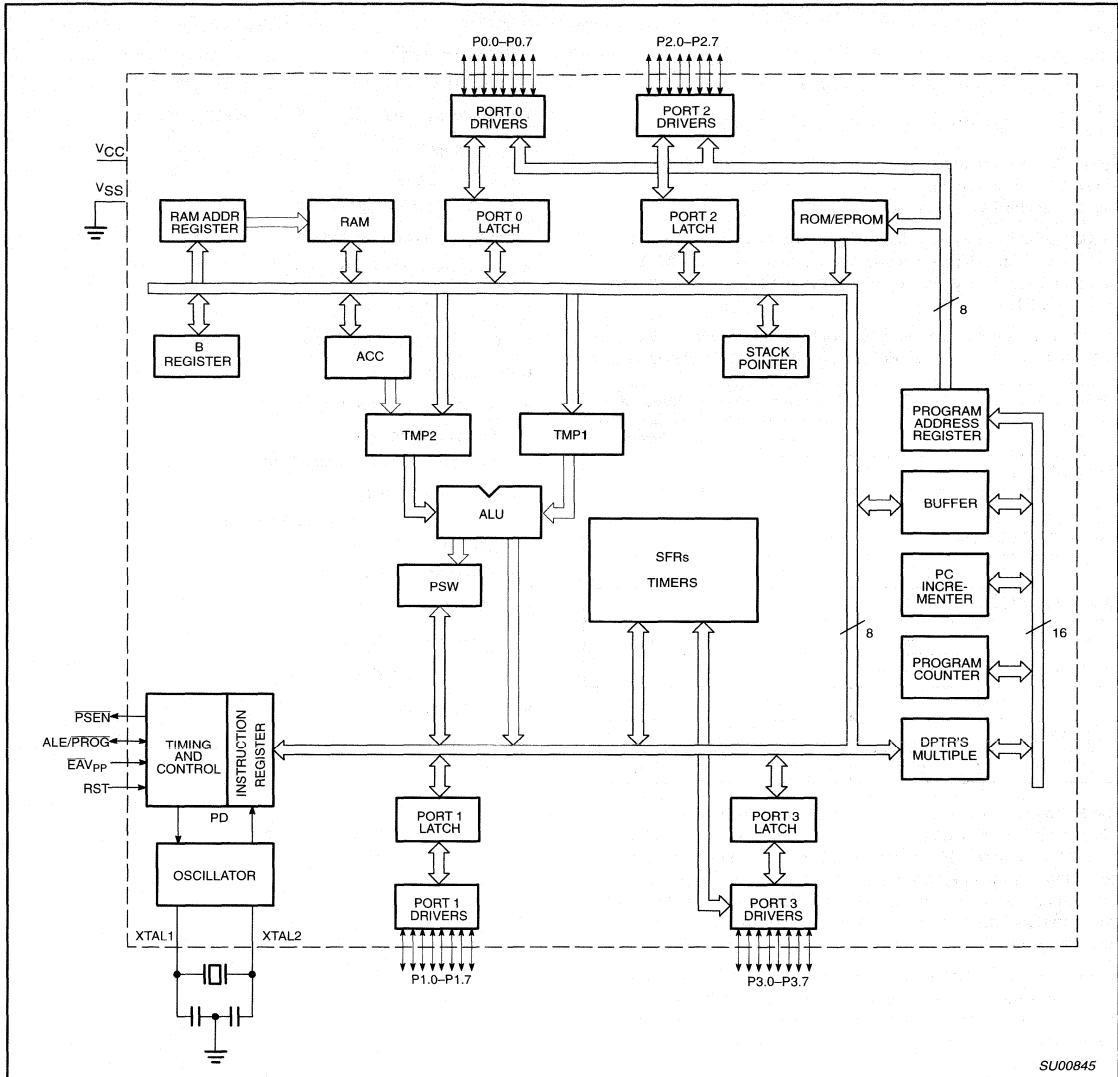 P0.0–P0.7
P2.0–P2.7
PORT 0
DRIVERS
PORT 2
DRIVERS
VCC
VSS
RAM ADDR
REGISTER
RAM
PORT 0
LATCH
PORT 2
LATCH
ROM/EPROM
8
B
REGISTER
ACC
STACK
POINTER
PROGRAM
ADDRESS
REGISTER
TMP2
TMP1
BUFFER
ALU
SFRs
TIMERS
PSW
PC
INCRE-
MENTER
8
16
PROGRAM
COUNTER
PSEN
ALE/PROG
EAVPP
RST
TIMING
AND
CONTROL
INSTRUCTION
REGISTER
DPTR'S
MULTIPLE
PD
PORT 1
LATCH
PORT 3
LATCH
OSCILLATOR
PORT 1
DRIVERS
PORT 3
DRIVERS
XTAL1
XTAL2
P1.0–P1.7
P3.0–P3.7
SU00845